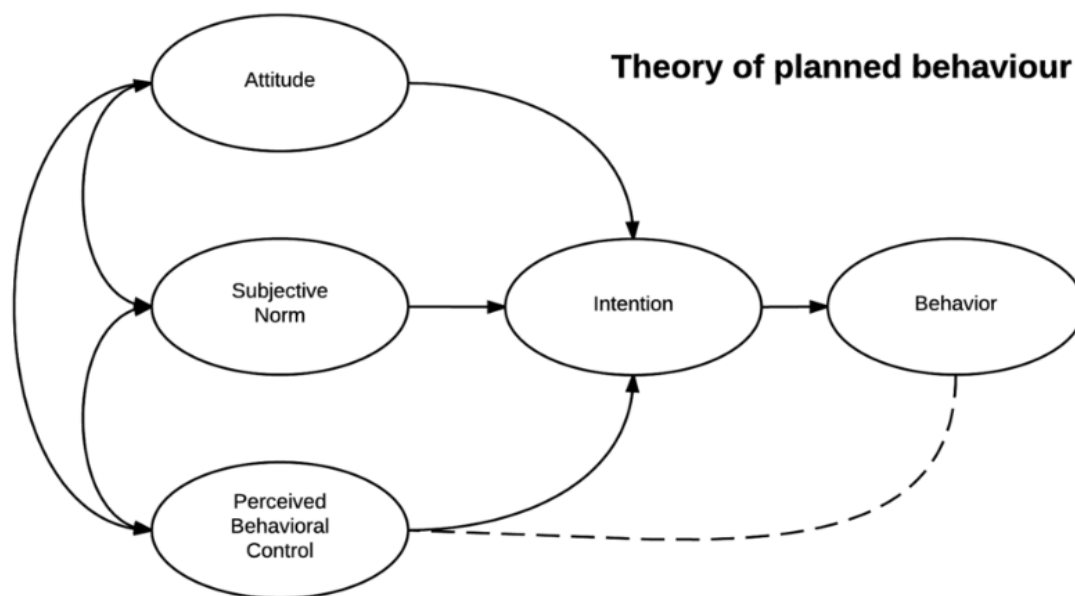 Theory of planned behaviour
Attitude
Subjective
Norm
Intention
Behavior
Perceived
Behavioral
Control